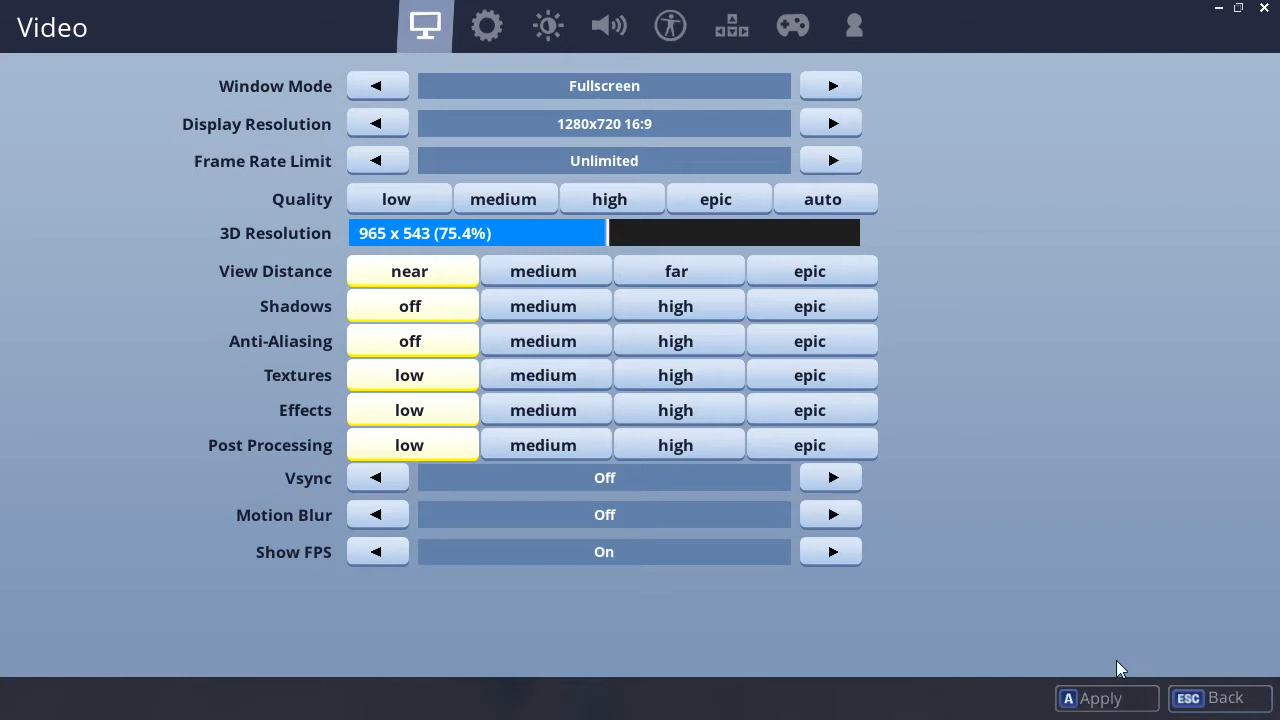 Video
Window Mode Fullscreen
Display Resolution 1280x720 16:9
Frame Rate Limit Unlimited
Quality low medium high epic auto
3D Resolution 965 x 543 (75.4%)
View Distance near medium far epic
Shadows off medium high epic
Anti-Aliasing off medium high epic
Textures low medium high epic
Effects low medium high epic
Post Processing low medium high epic
Vsync Off
Motion Blur Off
Show FPS On
A Apply ESC Back